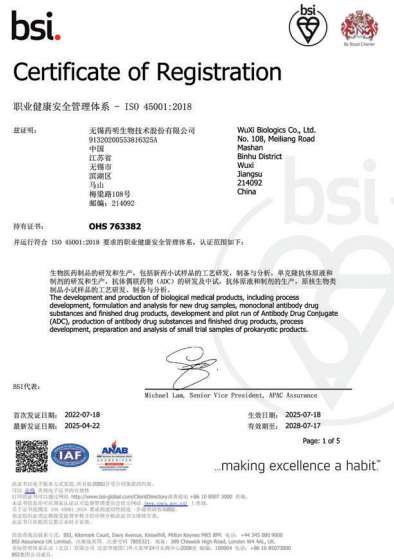 bsi.
bsi
By Royal Charter
Certificate of Registration
职业健康安全管理体系 - ISO 45001:2018
兹证明：
无锡药明生物技术股份有限公司
91320200553816325A
中国
江苏省
无锡市
滨湖区
马山
梅梁路108号
邮编：214092
WuXi Biologics Co., Ltd.
No. 108, Meiliang Road
Mashan
Binhu District
Wuxi
Jiangsu
214092
China
持有证书：
OHS 763382
并运行符合 ISO 45001:2018 要求的职业健康安全管理体系，认证范围如下：
生物医药制品的研发和生产，包括新药小试样品的工艺研发、制备与分析，单克隆抗体原液和
制剂的研发和生产，抗体偶联药物（ADC）的研发及中试，抗体原液和制剂的生产，原核生物类
制品小试样品的工艺研发、制备与分析。
The development and production of biological medical products, including process
development, formulation and analysis for new drug samples, monoclonal antibody drug
substances and finished drug products, development and pilot run of Antibody Drug Conjugate
(ADC), production of antibody drug substances and finished drug products, process
development, preparation and analysis of small trial samples of prokaryotic products.
BSI代表：
Michael Lam, Senior Vice President, APAC Assurance
首次发证日期：2022-07-18
生效日期：2025-07-18
最新发证日期：2025-04-22
有效期至：2028-07-17
Page: 1 of 5
IAF
ANAB
ACCREDITED
...making excellence a habit.™